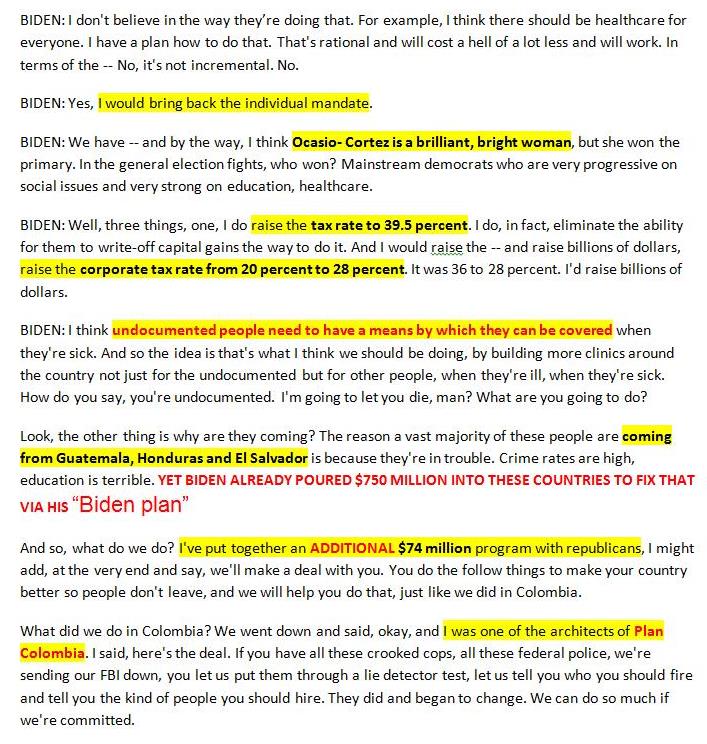 BIDEN: I don't believe in the way they're doing that. For example, I think there should be healthcare for
everyone. I have a plan how to do that. That's rational and will cost a hell of a lot less and will work. In
terms of the -- No, it's not incremental. No.
BIDEN: Yes, I would bring back the individual mandate.
BIDEN: We have -- and by the way, I think Ocasio- Cortez is a brilliant, bright woman, but she won the
primary. In the general election fights, who won? Mainstream democrats who are very progressive on
social issues and very strong on education, healthcare.
BIDEN: Well, three things, one, I do raise the tax rate to 39.5 percent. I do, in fact, eliminate the ability
for them to write-off capital gains the way to do it. And I would raise the -- and raise billions of dollars,
raise the corporate tax rate from 20 percent to 28 percent. It was 36 to 28 percent. I'd raise billions of
dollars.
BIDEN: I think undocumented people need to have a means by which they can be covered when
they're sick. And so the idea is that's what I think we should be doing, by building more clinics around
the country not just for the undocumented but for other people, when they're ill, when they're sick.
How do you say, you're undocumented. I'm going to let you die, man? What are you going to do?
Look, the other thing is why are they coming? The reason a vast majority of these people are coming
from Guatemala, Honduras and El Salvador is because they're in trouble. Crime rates are high,
education is terrible. YET BIDEN ALREADY POURED $750 MILLION INTO THESE COUNTRIES TO FIX THAT
VIA HIS "Biden plan"
And so, what do we do? I've put together an ADDITIONAL $74 million program with republicans, I might
add, at the very end and say, we'll make a deal with you. You do the follow things to make your country
better so people don't leave, and we will help you do that, just like we did in Colombia.
What did we do in Colombia? We went down and said, okay, and I was one of the architects of Plan
Colombia. I said, here's the deal. If you have all these crooked cops, all these federal police, we're
sending our FBI down, you let us put them through a lie detector test, let us tell you who you should fire
and tell you the kind of people you should hire. They did and began to change. We can do so much if
we're committed.